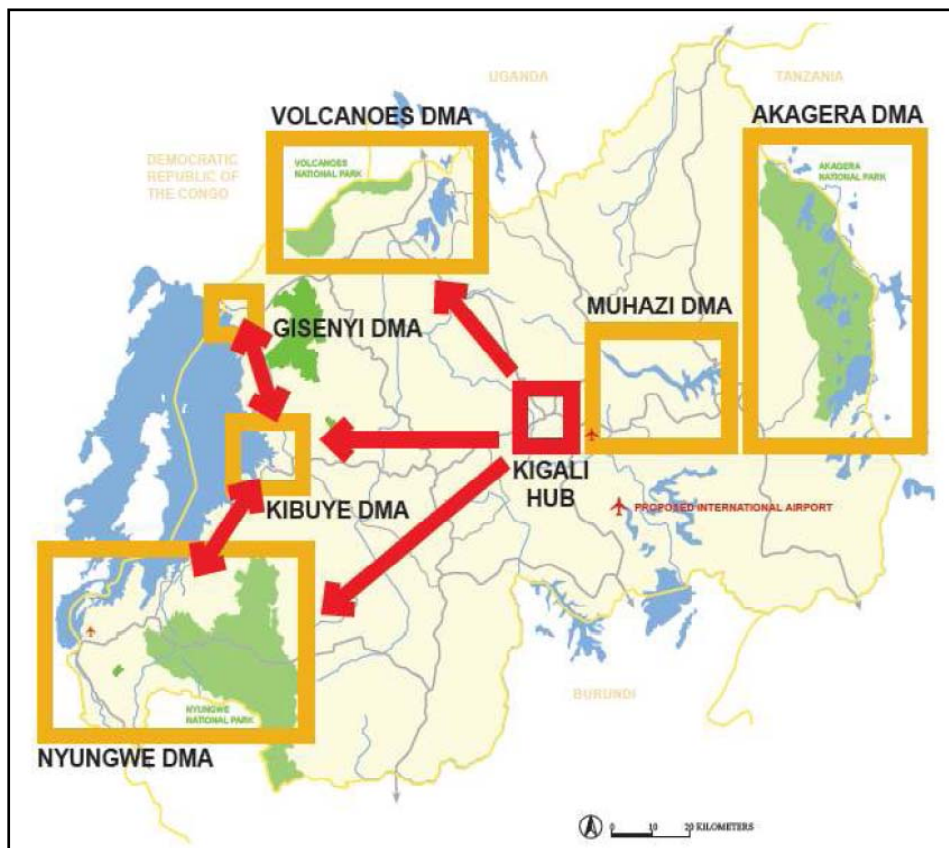 UGANDA
TANZANIA
VOLCANOES DMA
AKAGERA DMA
DEMOCRATIC
REPUBLIC OF
THE CONGO
VOLCANOES
NATIONAL PARK
AKAGERA
NATIONAL PARK
GISENYI DMA
MUHAZI DMA
KIGALI
HUB
KIBUYE DMA
PROPOSED INTERNATIONAL AIRPORT
NYUNGWE
NATIONAL PARK
BURUNDI
NYUNGWE DMA
0 10 20 KILOMETERS